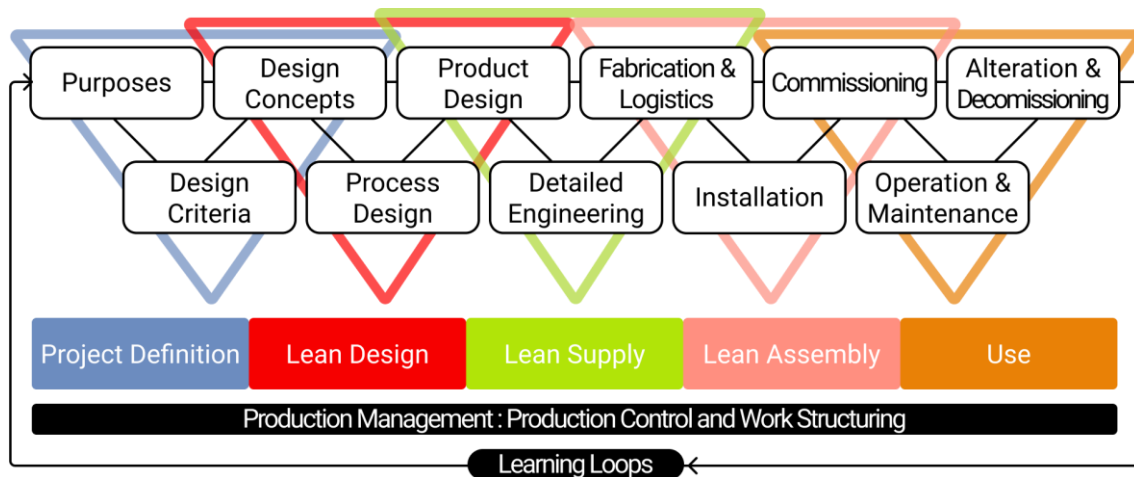 Purposes
Design
Concepts
Product
Design
Fabrication &
Logistics
Commissioning
Alteration &
Decomissioning
Design
Criteria
Process
Design
Detailed
Engineering
Installation
Operation &
Maintenance
Project Definition
Lean Design
Lean Supply
Lean Assembly
Use
Production Management : Production Control and Work Structuring
Learning Loops